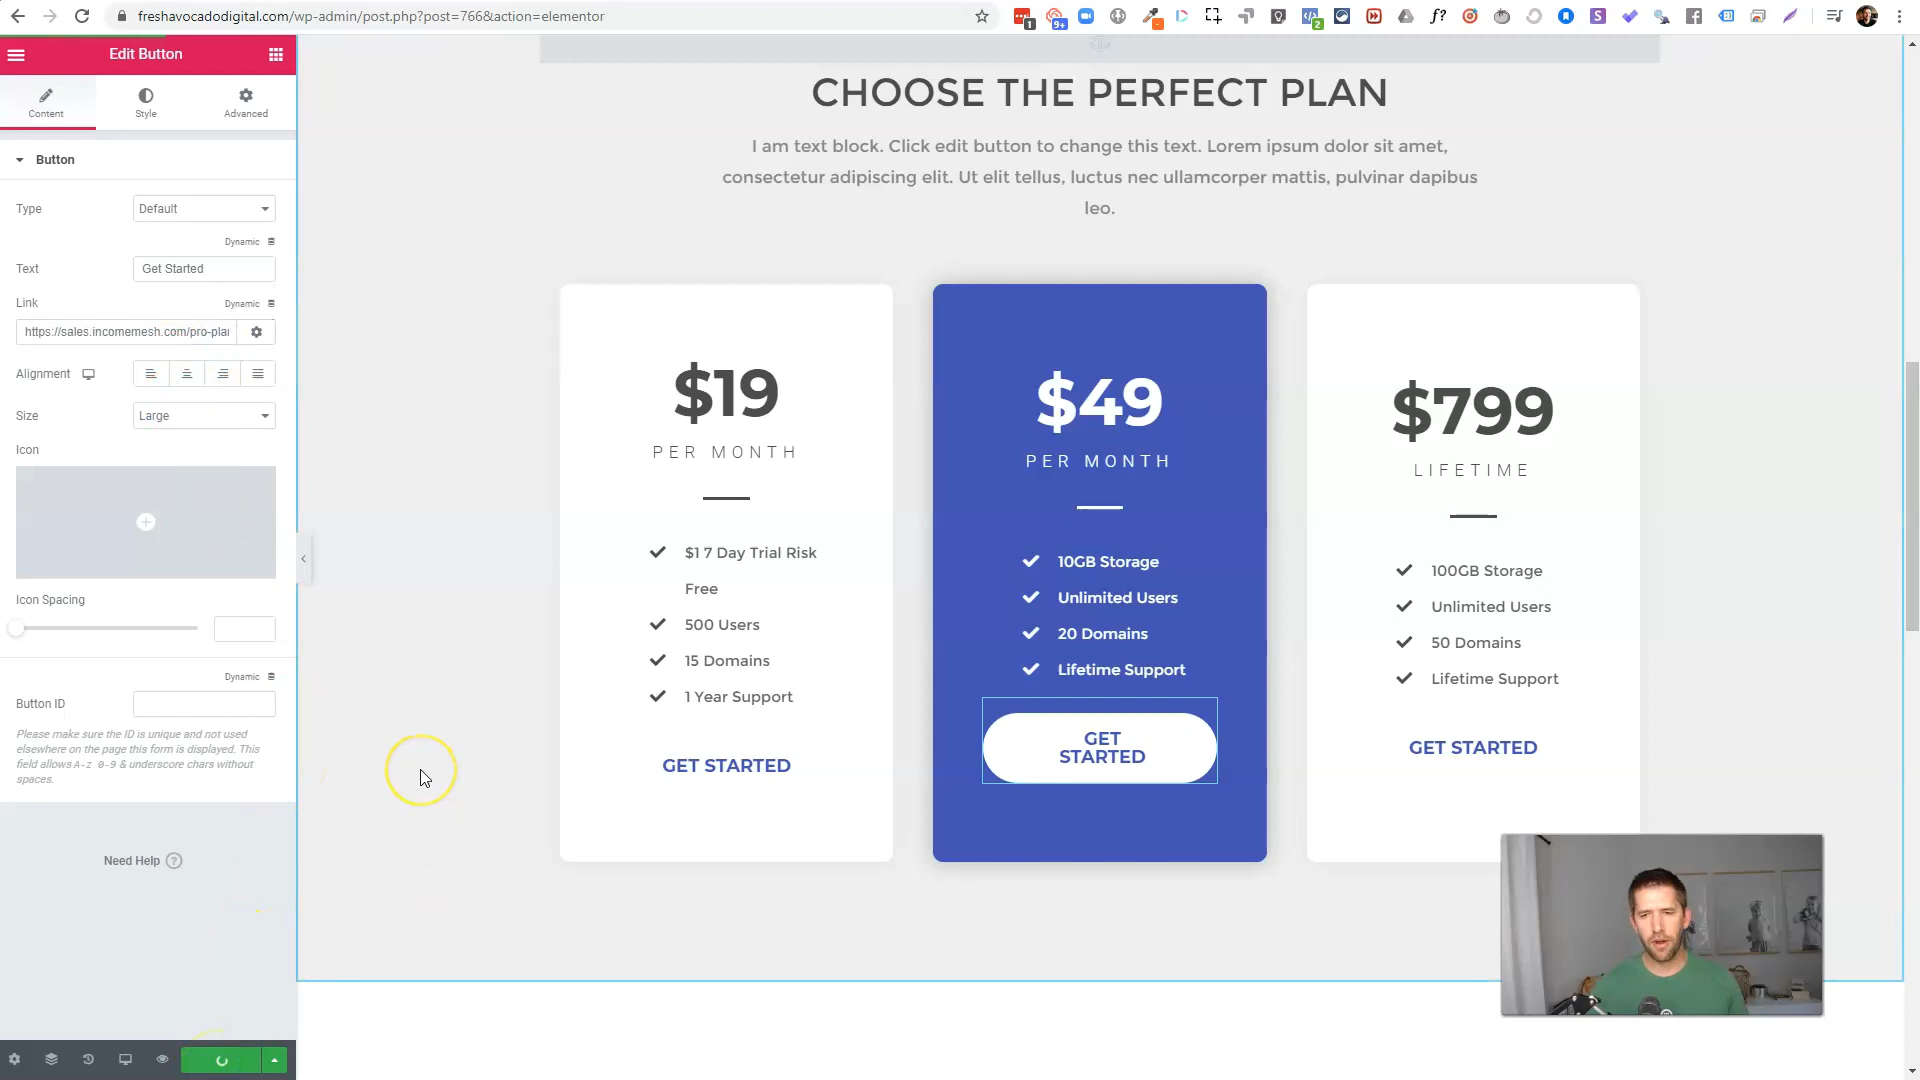 freshavocadodigital.com/wp-admin/post.php?post=766&action=elementor
1
9+
2
Edit Button
Content
Style
Advanced
Button
Type
Default
Dynamic
Text
Get Started
Link
Dynamic
https://sales.incomemesh.com/pro-plan
Alignment
Size
Large
Icon
Icon Spacing
Dynamic
Button ID
Please make sure the ID is unique and not used
elsewhere on the page this form is displayed. This
field allows A-z 0-9 & underscore chars without
spaces.
Need Help
CHOOSE THE PERFECT PLAN
I am text block. Click edit button to change this text. Lorem ipsum dolor sit amet,
consectetur adipiscing elit. Ut elit tellus, luctus nec ullamcorper mattis, pulvinar dapibus
leo.
$19
PER MONTH
$1 7 Day Trial Risk
Free
500 Users
15 Domains
1 Year Support
GET STARTED
$49
PER MONTH
10GB Storage
Unlimited Users
20 Domains
Lifetime Support
GET
STARTED
$799
LIFETIME
100GB Storage
Unlimited Users
50 Domains
Lifetime Support
GET STARTED